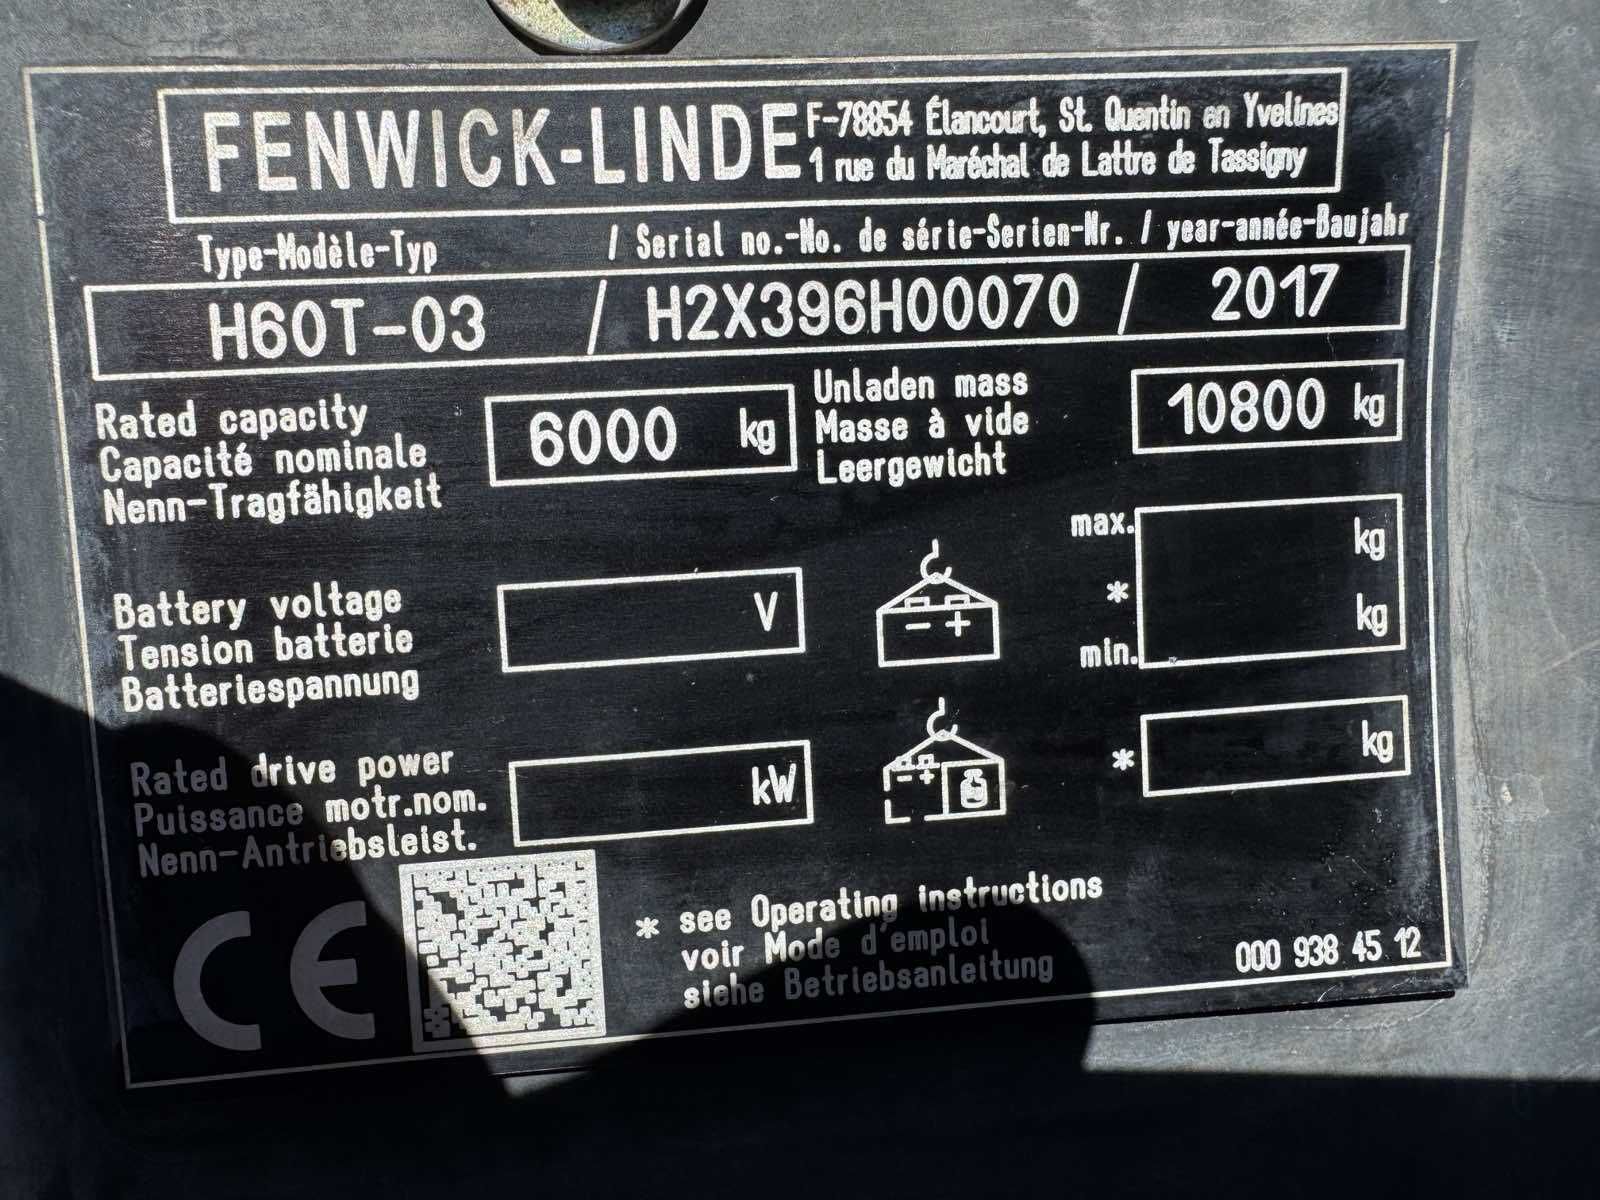 FENWICK-LINDE
F-78854 Élancourt, St. Quentin en Yvelines
1 rue du Maréchal de Lattre de Tassigny
Type-Modèle-Typ / Serial no.-No. de série-Serien-Nr. / year-année-Baujahr
H60T-03 / H2X396H00070 / 2017
Rated capacity
Capacité nominale
Nenn-Tragfähigkeit
6000 kg
Unladen mass
Masse à vide
Leergewicht
10800 kg
Battery voltage
Tension batterie
Batteriespannung
V
- +
max. kg
*
min. kg
Rated drive power
Puissance motr.nom.
Nenn-Antriebsleist.
kW
- +
* kg
CE
* see Operating instructions
voir Mode d'emploi
siehe Betriebsanleitung
000 938 45 12